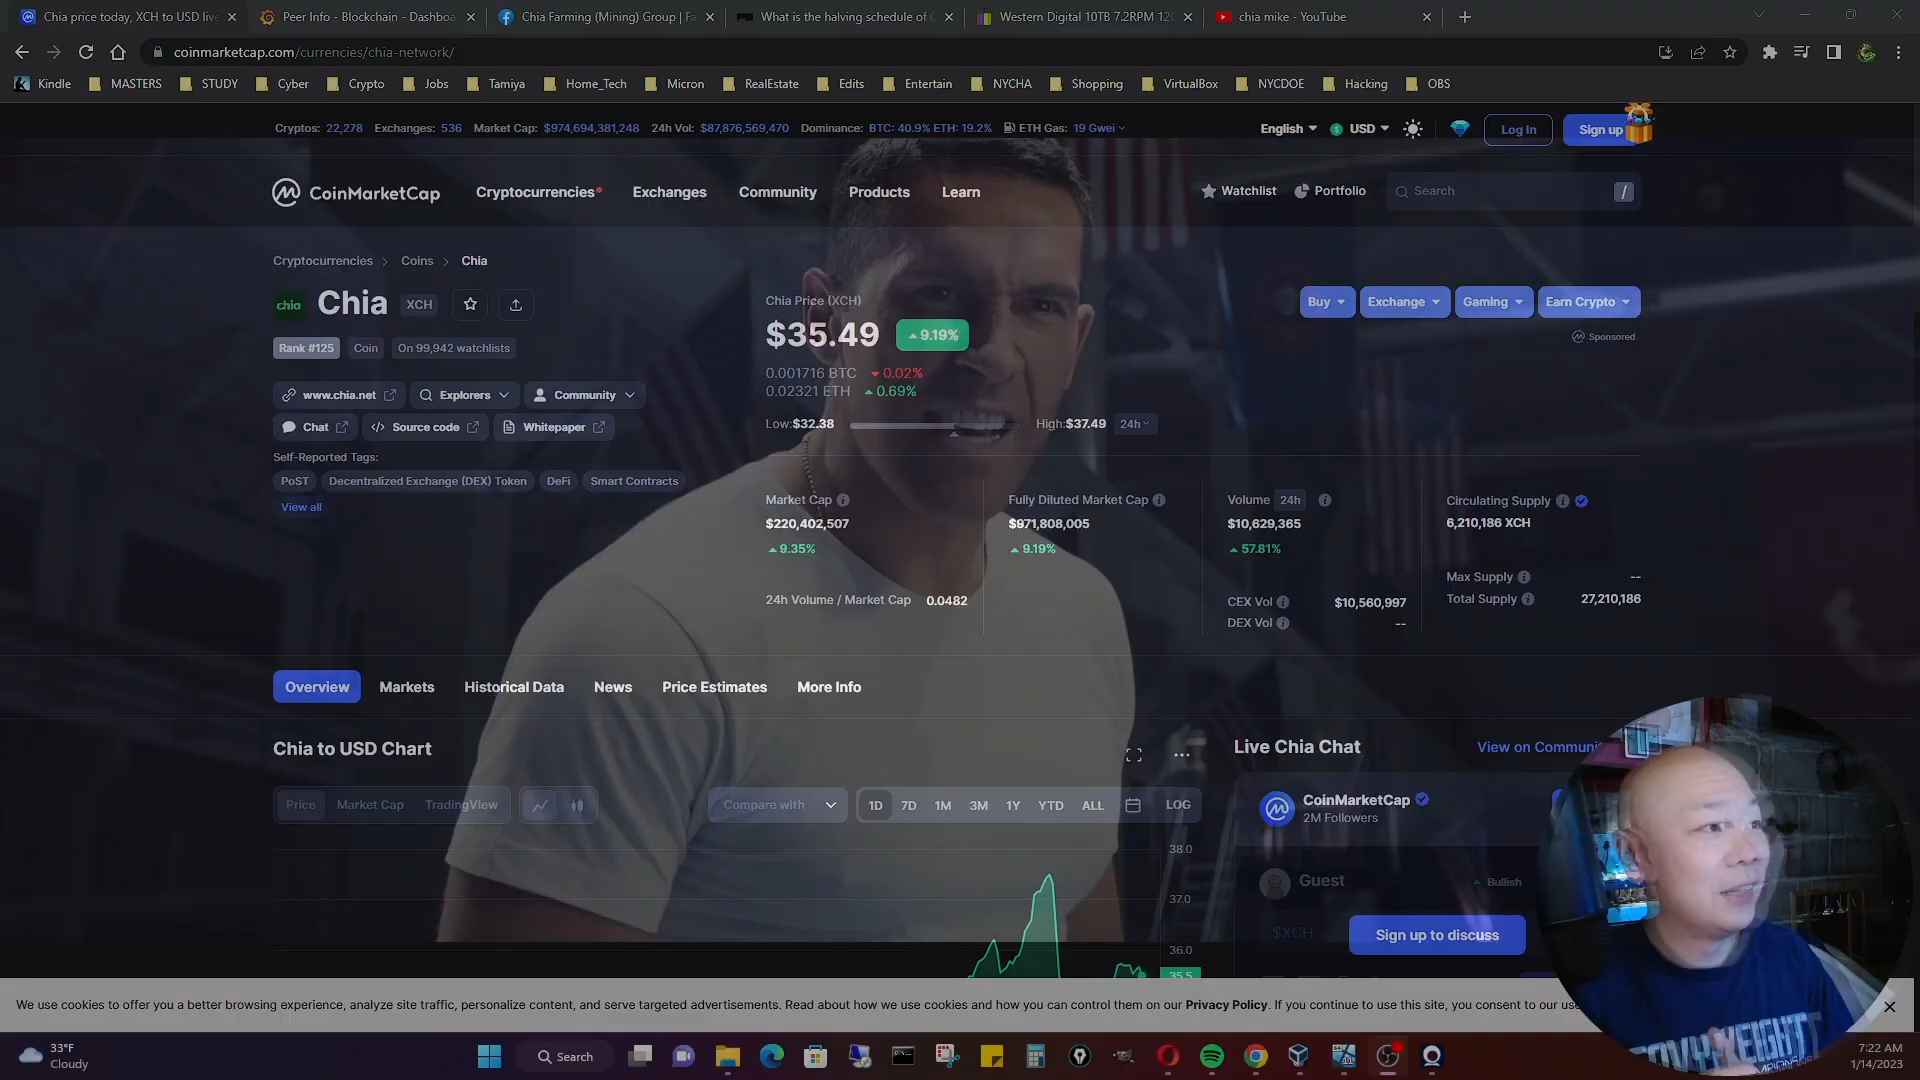 Chia price today, XCH to USD live
Peer Info - Blockchain - Dashboa
Chia Farming (Mining) Group | Fa
What is the halving schedule of C
Western Digital 10TB 7.2RPM 12G
chia mike - YouTube
coinmarketcap.com/currencies/chia-network/
Kindle MASTERS STUDY Cyber Crypto Jobs Tamiya Home_Tech Micron RealEstate Edits Entertain NYCHA Shopping VirtualBox NYCDOE Hacking OBS
Cryptos: 22,278 Exchanges: 536 Market Cap: $974,694,381,248 24h Vol: $87,876,569,470 Dominance: BTC: 40.9% ETH: 19.2% ETH Gas: 19 Gwei
English USD Log In Sign up
CoinMarketCap Cryptocurrencies Exchanges Community Products Learn
Watchlist Portfolio Search /
Cryptocurrencies > Coins > Chia
chia Chia XCH
Rank #125 Coin On 99,942 watchlists
www.chia.net Explorers Community
Chat Source code Whitepaper
Self-Reported Tags:
PoST Decentralized Exchange (DEX) Token DeFi Smart Contracts
View all
Chia Price (XCH)
$35.49 9.19%
0.001716 BTC 0.02%
0.02321 ETH 0.69%
Low:$32.38 High:$37.49 24h
Buy Exchange Gaming Earn Crypto
Sponsored
Market Cap
$220,402,507
9.35%
24h Volume / Market Cap 0.0482
Fully Diluted Market Cap
$971,808,005
9.19%
Volume 24h
$10,629,365
57.81%
CEX Vol $10,560,997
DEX Vol --
Circulating Supply
6,210,186 XCH
Max Supply --
Total Supply 27,210,186
Overview Markets Historical Data News Price Estimates More Info
Chia to USD Chart
Price Market Cap TradingView
Compare with 1D 7D 1M 3M 1Y YTD ALL LOG
38.0
37.0
36.0
35.5
Live Chia Chat
View on Communi
CoinMarketCap
2M Followers
Guest
Bullish
$XCH
Sign up to discuss
We use cookies to offer you a better browsing experience, analyze site traffic, personalize content, and serve targeted advertisements. Read about how we use cookies and how you can control them on our Privacy Policy. If you continue to use this site, you consent to our us
33°F
Cloudy
Search
7:22 AM
1/14/2023